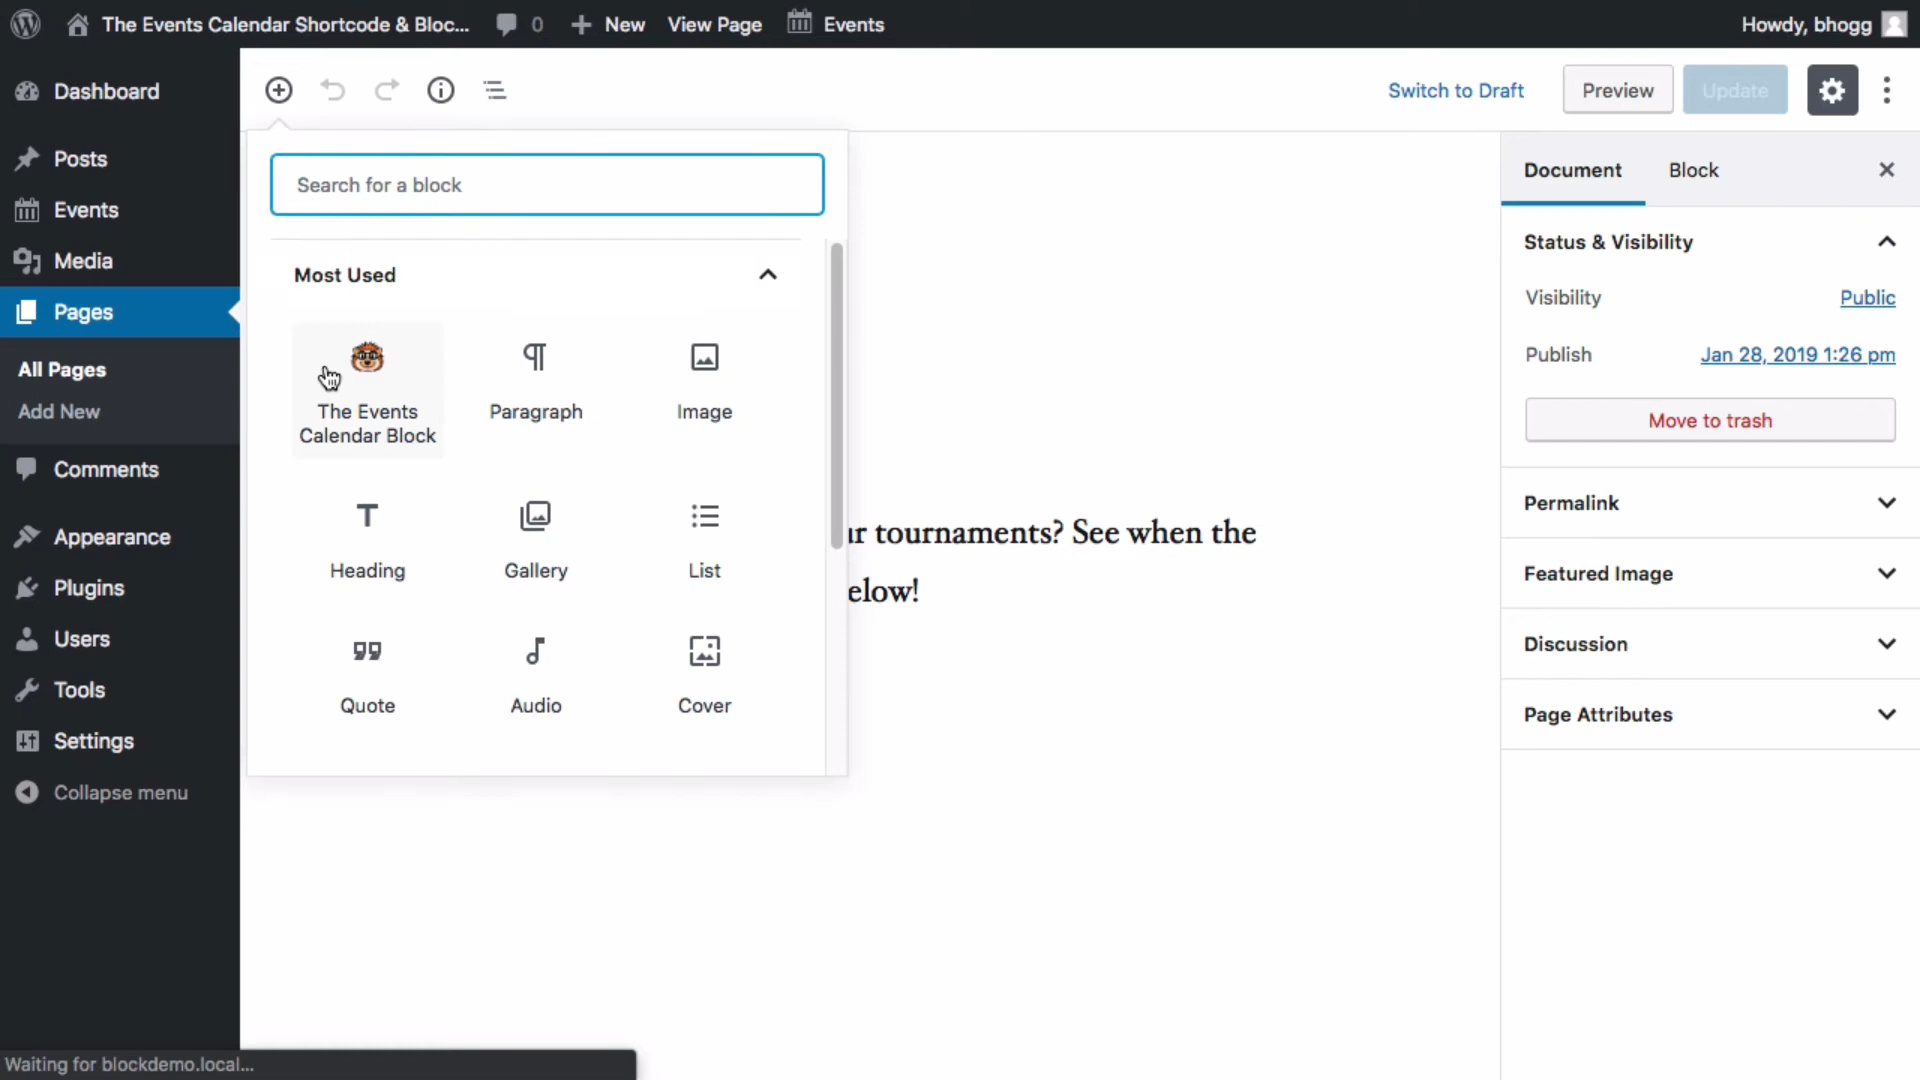 The Events Calendar Shortcode & Bloc... 0 New View Page Events Howdy, bhogg
Dashboard
Posts
Events
Media
Pages
All Pages
Add New
Comments
Appearance
Plugins
Users
Tools
Settings
Collapse menu
Switch to Draft Preview Update
Search for a block
Most Used
The Events
Calendar Block
Paragraph
Image
Heading
Gallery
List
Quote
Audio
Cover
tournaments? See when the
elow!
Document Block
Status & Visibility
Visibility Public
Publish Jan 28, 2019 1:26 pm
Move to trash
Permalink
Featured Image
Discussion
Page Attributes
Waiting for blockdemo.local...